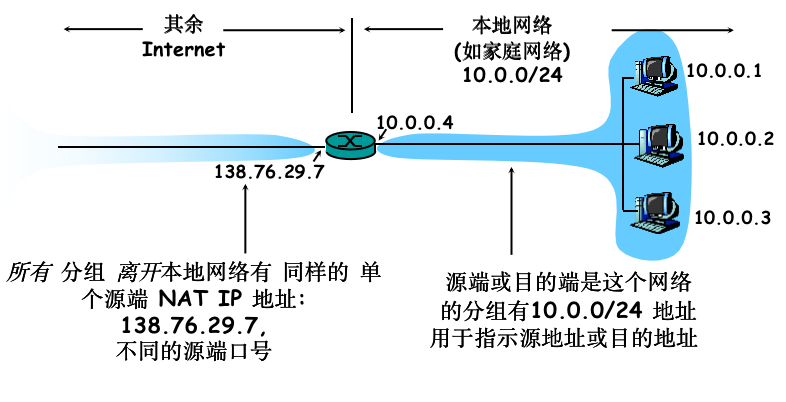 其余
Internet
本地网络
(如家庭网络)
10.0.0/24
10.0.0.1
10.0.0.4
10.0.0.2
138.76.29.7
10.0.0.3
所有 分组 离开本地网络有 同样的 单
个源端 NAT IP 地址:
138.76.29.7,
不同的源端口号
源端或目的端是这个网络
的分组有10.0.0/24 地址
用于指示源地址或目的地址